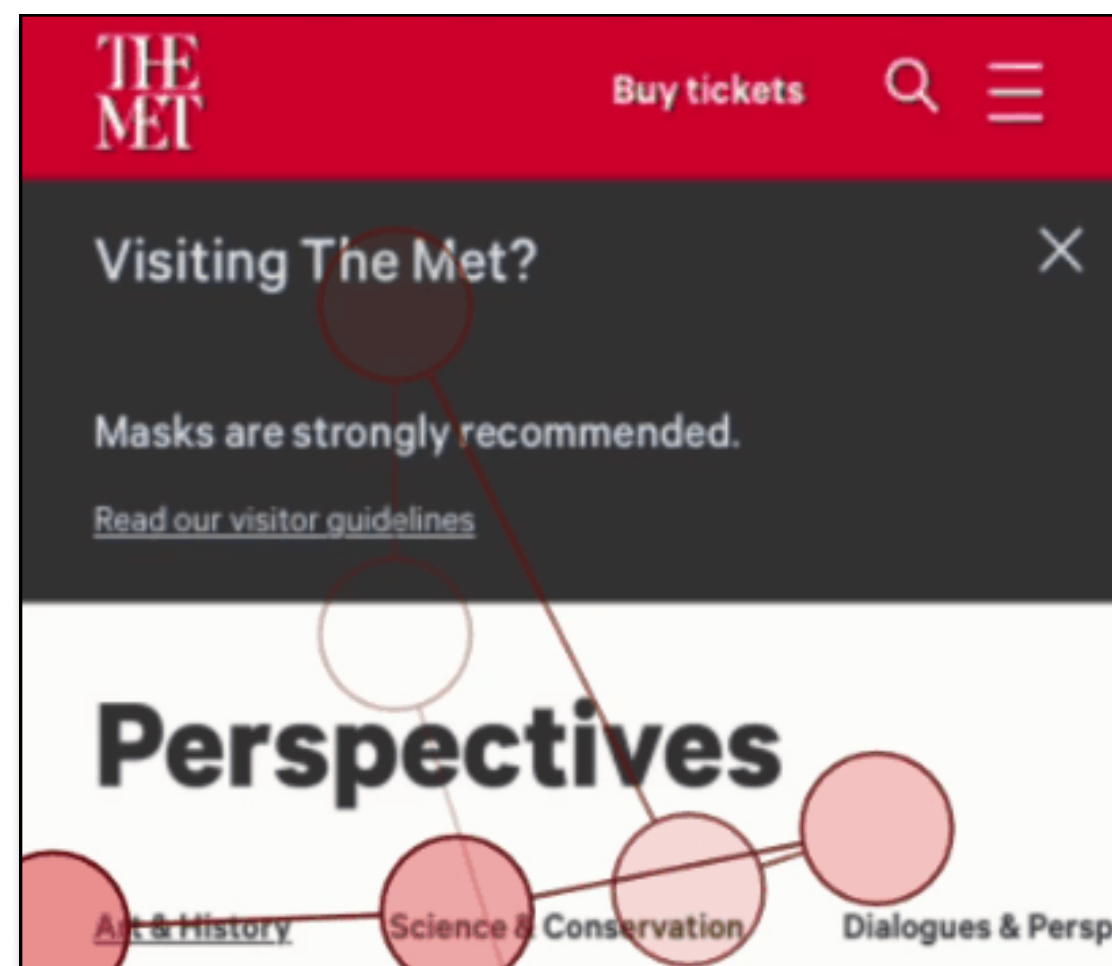 THE
MET
Buy tickets
Visiting The Met?
Masks are strongly recommended.
Read our visitor guidelines
Perspectives
Art & History Science & Conservation Dialogues & Persp